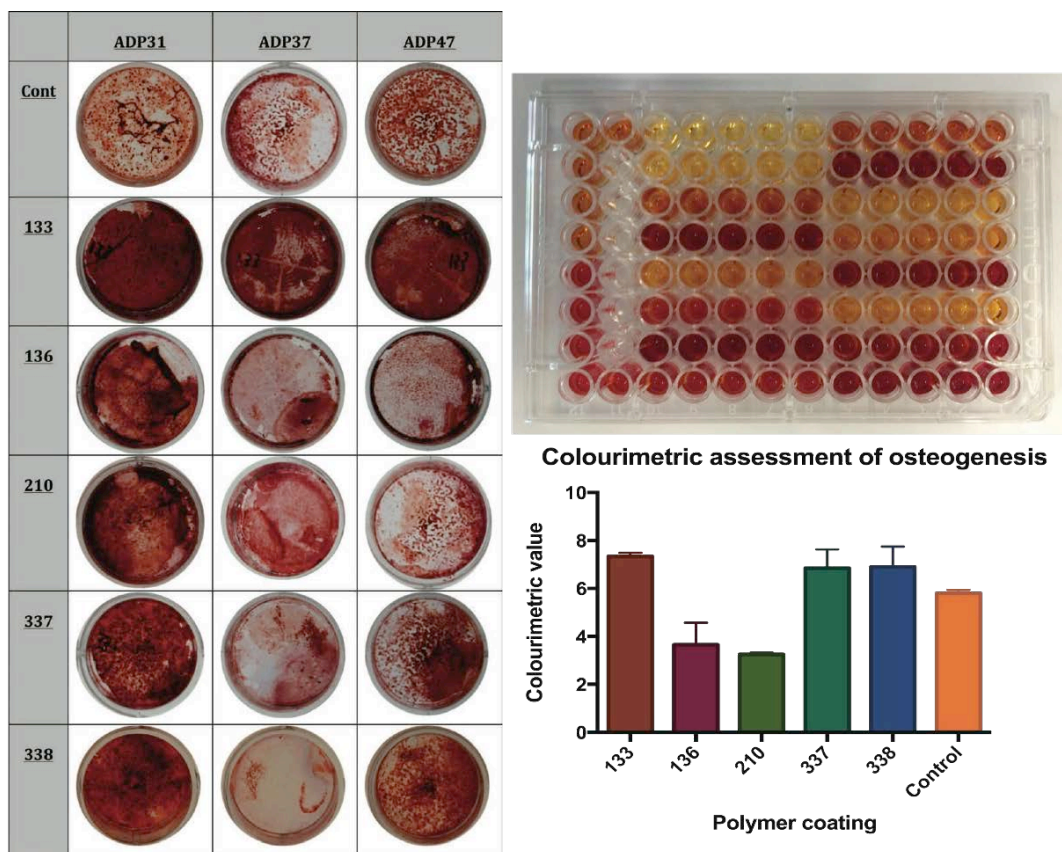 ADP31 ADP37 ADP47
Cont
133
136
210
337
338
Colourimetric assessment of osteogenesis
Colourimetric value
10
8
6
4
2
0
133 136 210 337 338 Control
Polymer coating